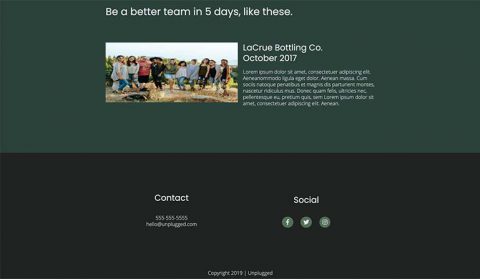 Be a better team in 5 days, like these.
LaCrue Bottling Co.
October 2017
Lorem ipsum dolor sit amet, consectetuer adipiscing elit.
Aeneanommodo ligula eget dolor. Aenean massa. Cum
sociis natoque penatibus et magnis dis parturient montes,
nascetur ridiculus mus. Donec quam felis, ultricies nec,
pellentesque eu, pretium quis, sem Lorem ipsum dolor sit
amet, consectetuer adipiscing elit. Aenean.
Contact
555-555-5555
hello@unplugged.com
Social
Copyright 2019 | Unplugged